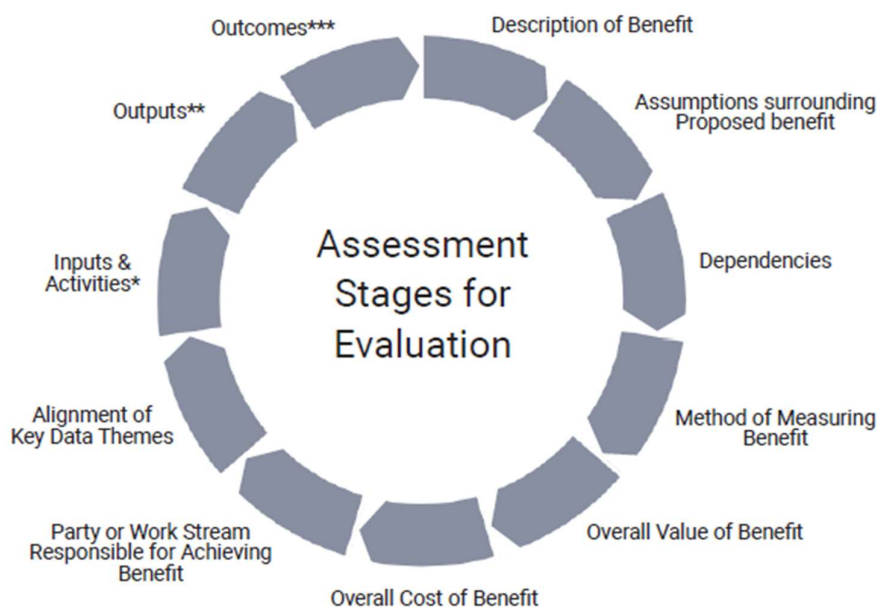 Outcomes***
Description of Benefit
Outputs**
Assumptions surrounding
Proposed benefit
Assessment
Stages for
Evaluation
Inputs &
Activities*
Dependencies
Alignment of
Key Data Themes
Method of Measuring
Benefit
Party or Work Stream
Responsible for Achieving
Benefit
Overall Value of Benefit
Overall Cost of Benefit